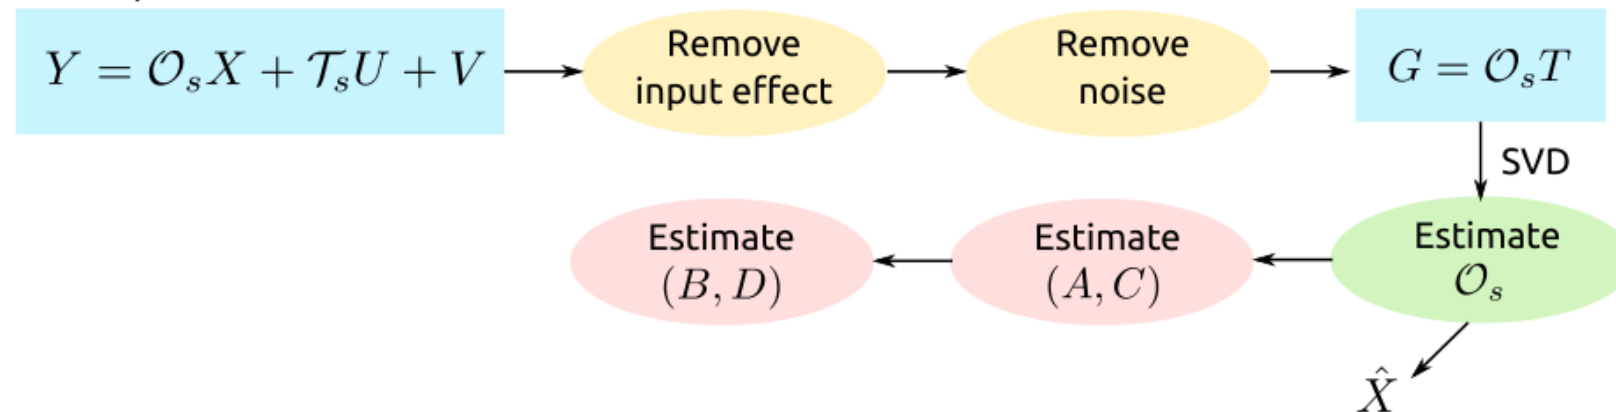 Y = 𝒪ₛX + 𝒯ₛU + V
Remove
input effect
Remove
noise
G = 𝒪ₛT
SVD
Estimate
(B, D)
Estimate
(A, C)
Estimate
𝒪ₛ
X̂